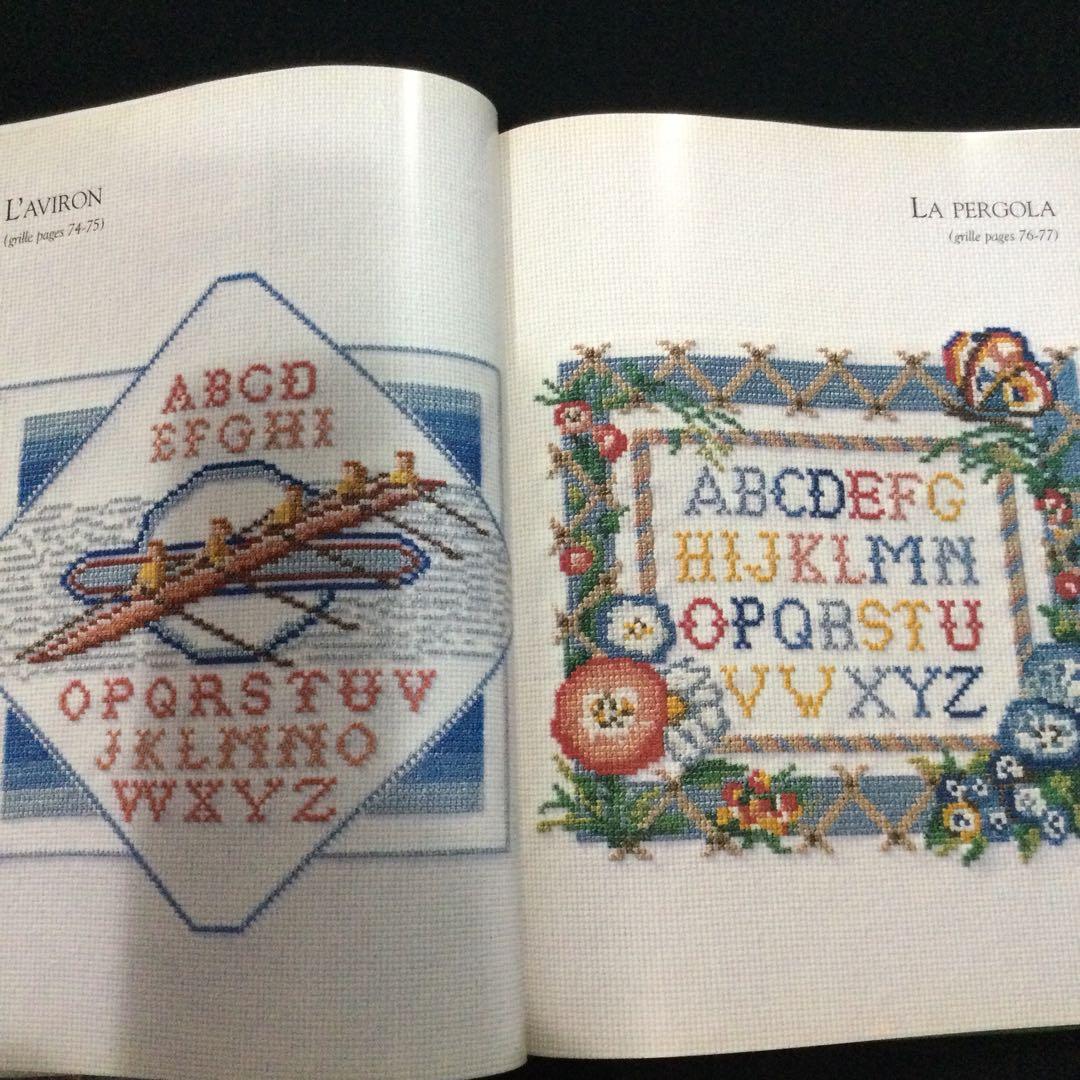 L'AVIRON
(grille pages 74-75)
ABCD
EFGHI
OPQRSTUV
JKLMNO
WXYZ
LA PERGOLA
(grille pages 76-77)
ABCDEFG
HIJKLMN
OPQRSTU
VWXYZ